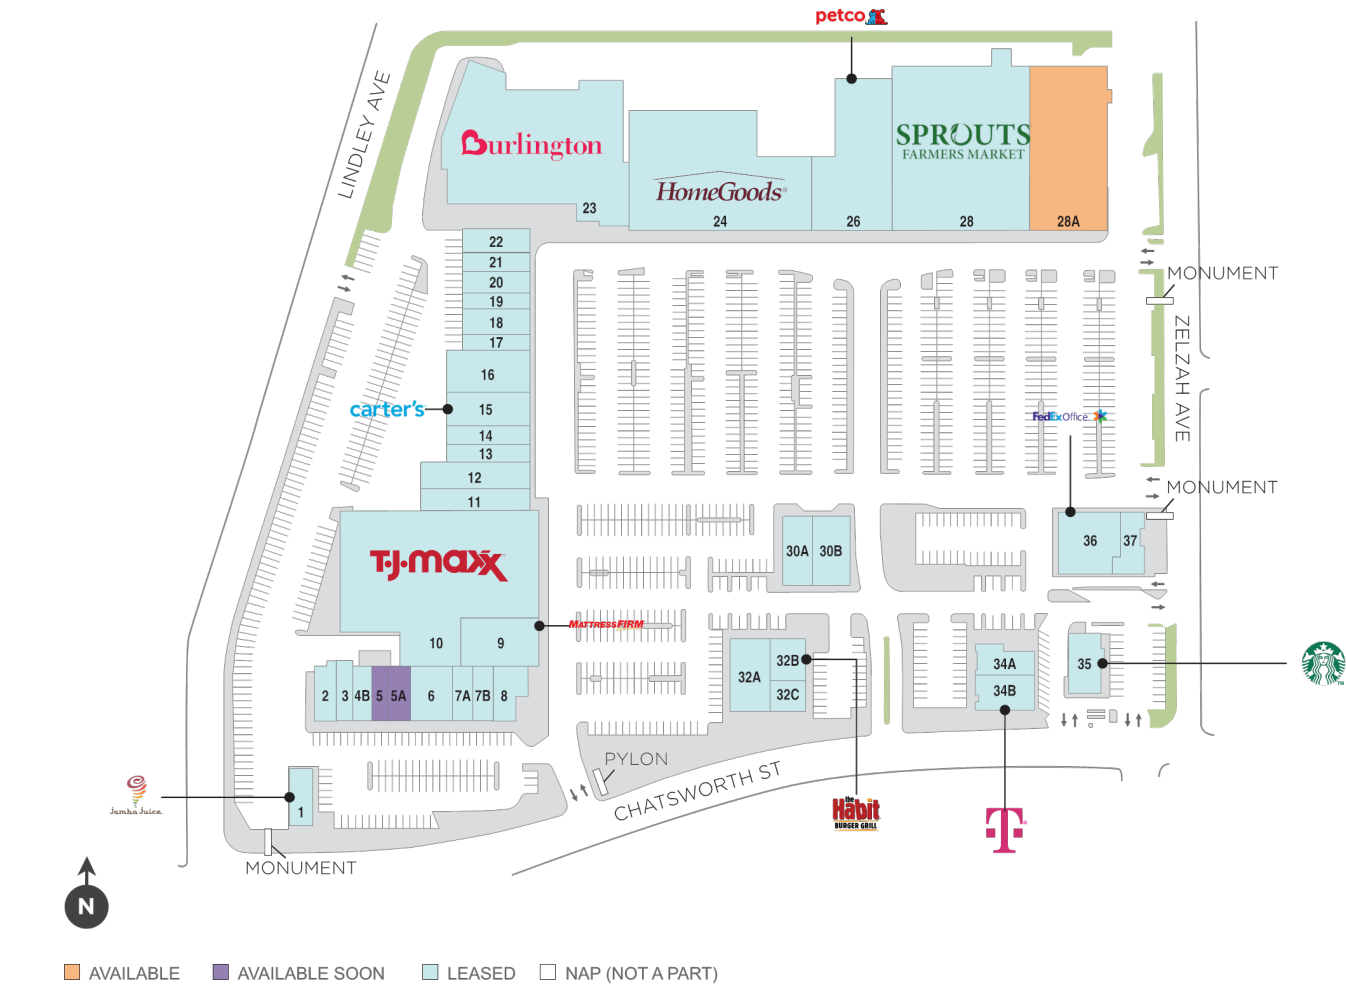 petco
LINDLEY AVE
Burlington
HomeGoods
SPROUTS
FARMERS MARKET
23
24
26
28
28A
22
21
20
19
18
17
16
carter's
15
14
13
12
11
MONUMENT
ZELZAH AVE
FedEx Office
MONUMENT
T·J·maxx
30A
30B
36
37
MATTRESSFIRM
10
9
2
3
4B
5
5A
6
7A
7B
8
32A
32B
32C
34A
34B
35
PYLON
CHATSWORTH ST
Jamba Juice
1
the
Habit
BURGER GRILL
T
MONUMENT
N
AVAILABLE
AVAILABLE SOON
LEASED
NAP (NOT A PART)